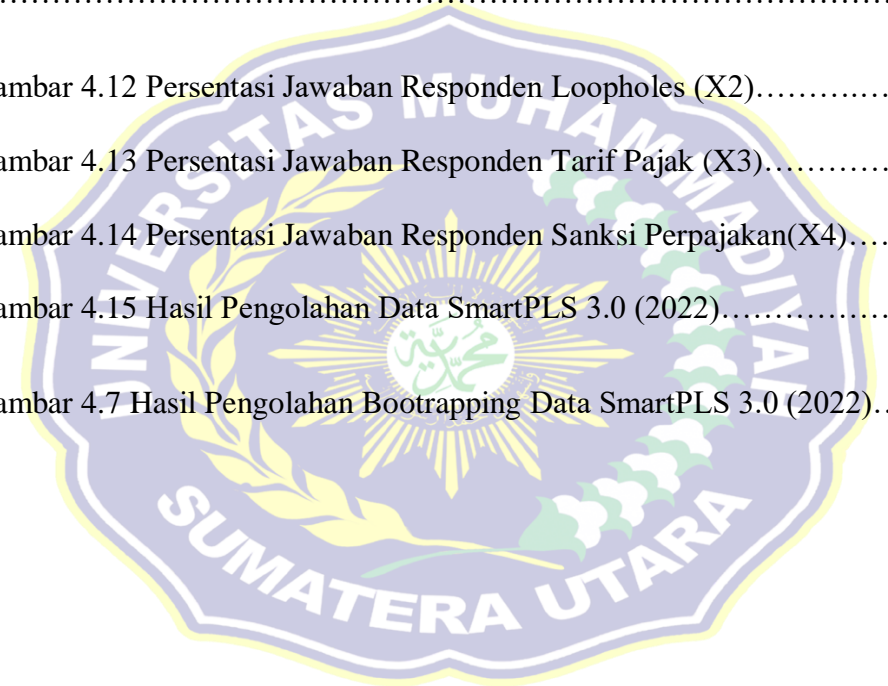 ……………………………………………………………………………………
ambar 4.12 Persentasi Jawaban Responden Loopholes (X2)……….…
ambar 4.13 Persentasi Jawaban Responden Tarif Pajak (X3)…………
ambar 4.14 Persentasi Jawaban Responden Sanksi Perpajakan(X4)….
ambar 4.15 Hasil Pengolahan Data SmartPLS 3.0 (2022)………………
ambar 4.7 Hasil Pengolahan Bootrapping Data SmartPLS 3.0 (2022)..
UNIVERSITAS MUHAMMADIYAH
محمدية
SUMATERA UTARA